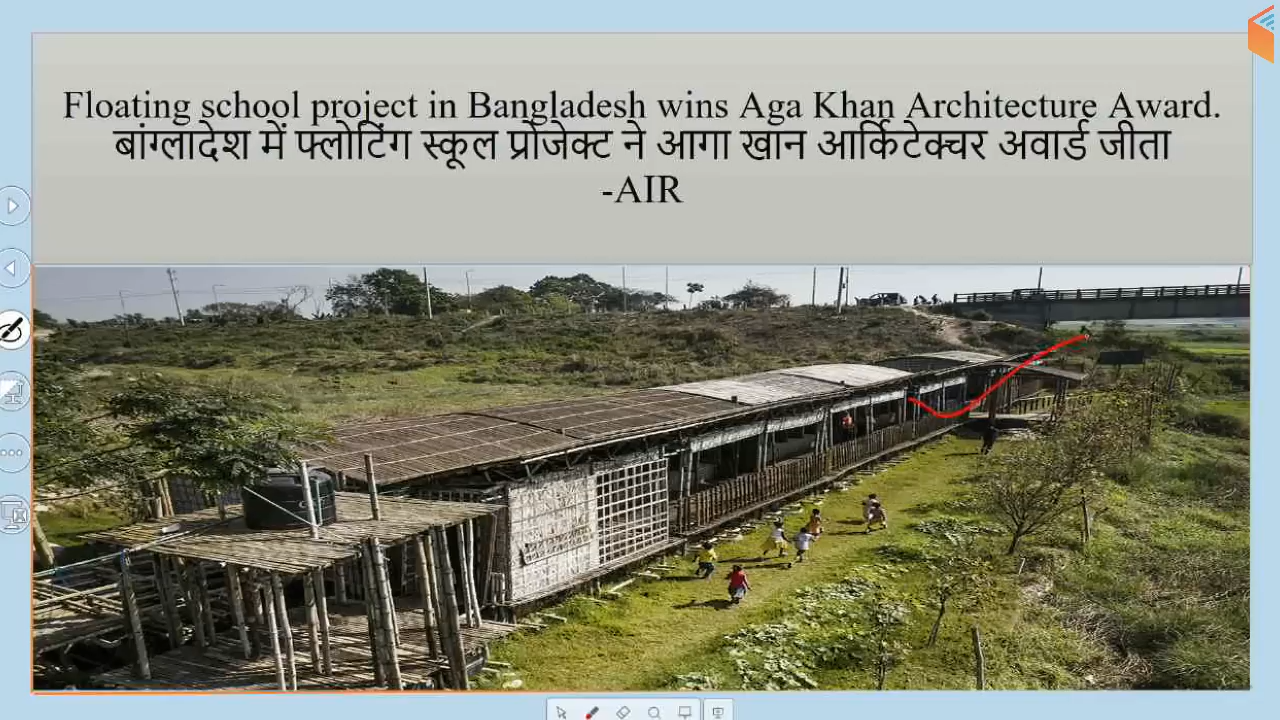 Floating school project in Bangladesh wins Aga Khan Architecture Award.
बांग्लादेश में फ्लोटिंग स्कूल प्रोजेक्ट ने आगा खान आर्किटेक्चर अवार्ड जीता
-AIR